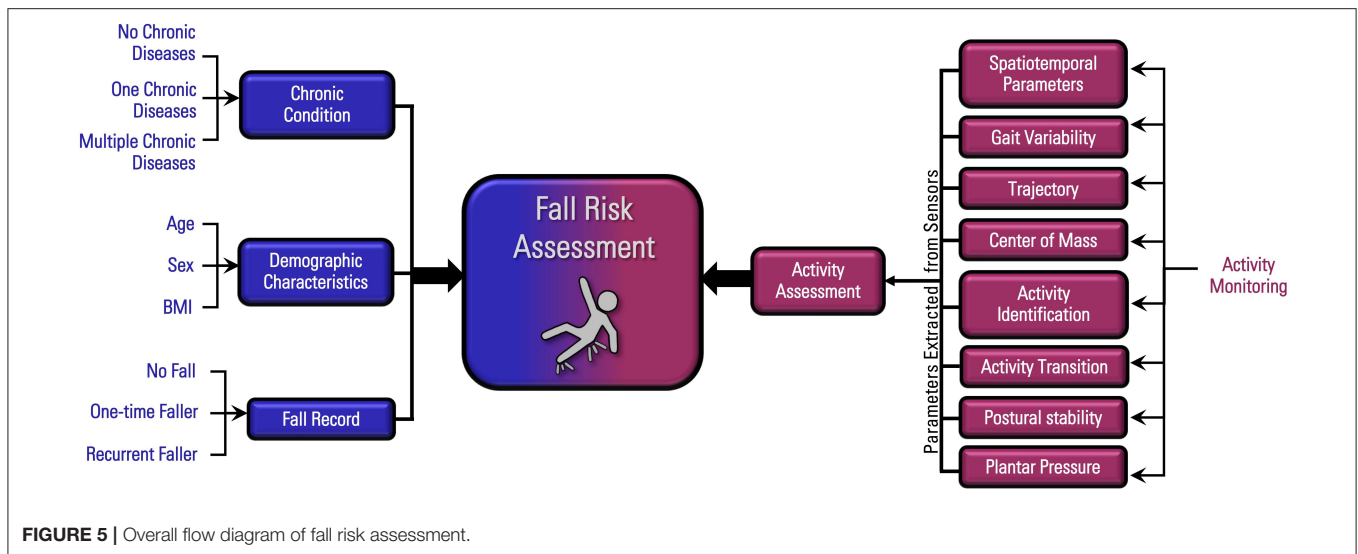 No Chronic
Diseases
One Chronic
Diseases
Multiple Chronic
Diseases
Chronic
Condition
Age
Sex
BMI
Demographic
Characteristics
No Fall
One-time Faller
Recurrent Faller
Fall Record
Fall Risk
Assessment
Activity
Assessment
Parameters Extracted from Sensors
Spatiotemporal
Parameters
Gait Variability
Trajectory
Center of Mass
Activity
Identification
Activity Transition
Postural stability
Plantar Pressure
Activity
Monitoring
FIGURE 5 | Overall flow diagram of fall risk assessment.